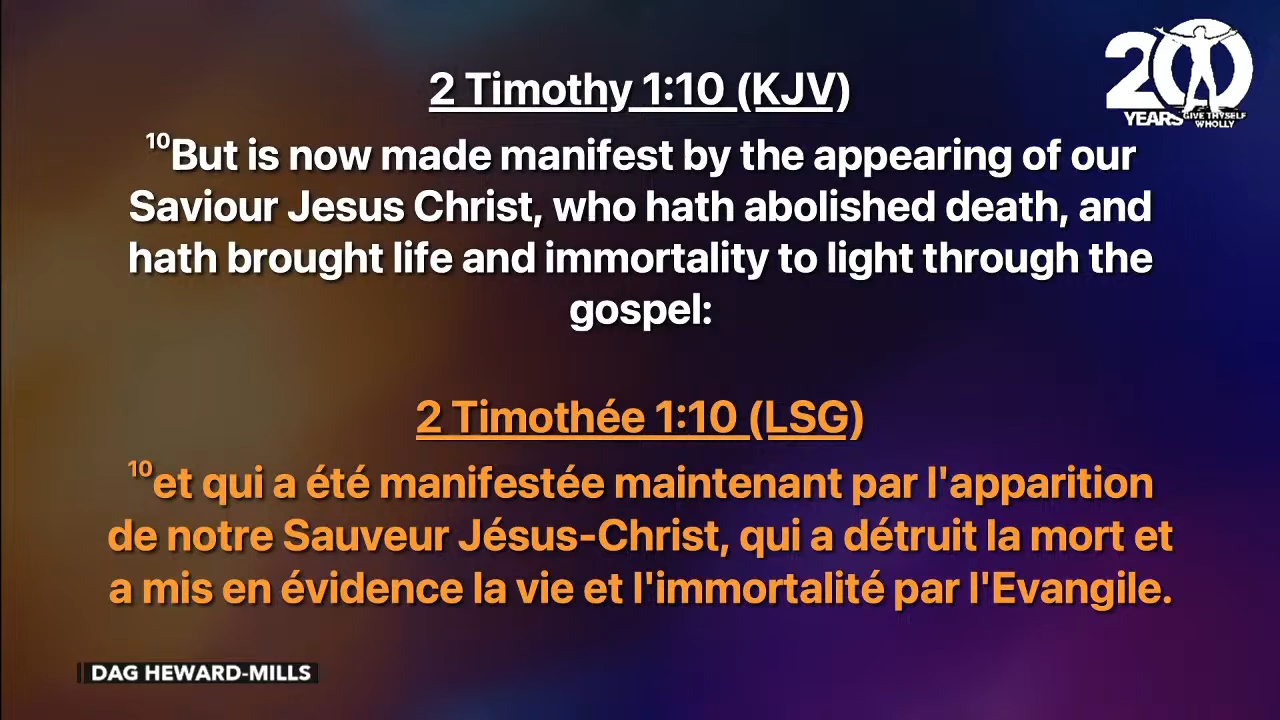 20
YEARS GIVE THYSELF
WHOLLY
2 Timothy 1:10 (KJV)
10But is now made manifest by the appearing of our
Saviour Jesus Christ, who hath abolished death, and
hath brought life and immortality to light through the
gospel:
2 Timothée 1:10 (LSG)
10et qui a été manifestée maintenant par l'apparition
de notre Sauveur Jésus-Christ, qui a détruit la mort et
a mis en évidence la vie et l'immortalité par l'Evangile.
DAG HEWARD-MILLS